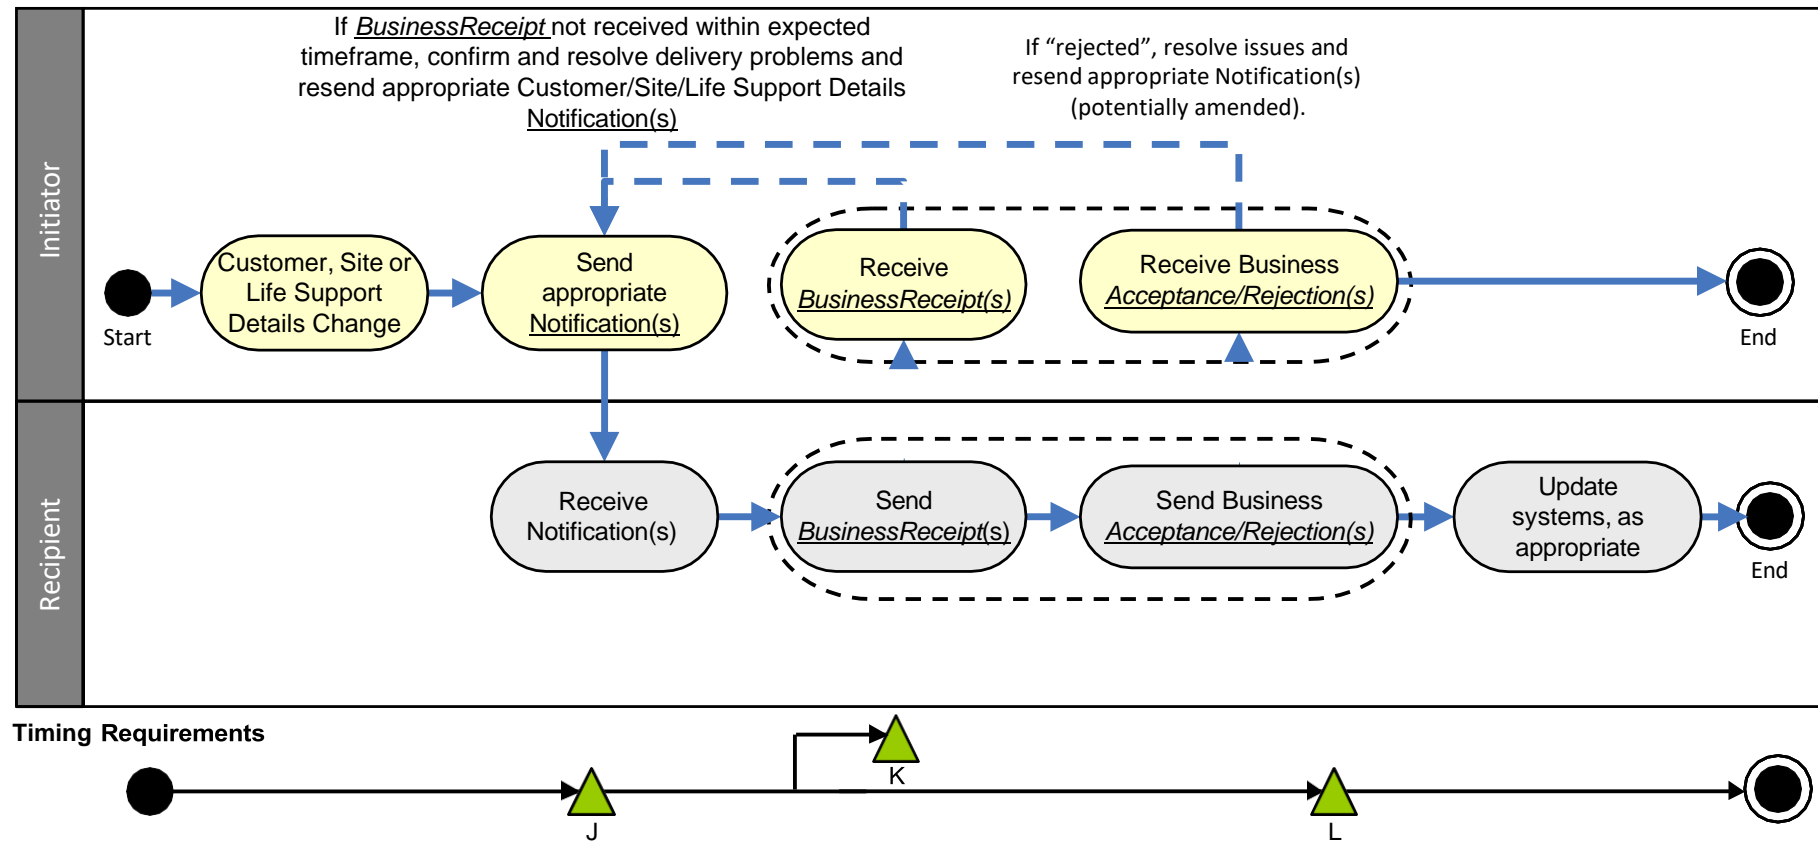 If BusinessReceipt not received within expected
timeframe, confirm and resolve delivery problems and
resend appropriate Customer/Site/Life Support Details
Notification(s)
If “rejected”, resolve issues and
resend appropriate Notification(s)
(potentially amended).
Initiator
Start
Customer, Site or
Life Support
Details Change
Send
appropriate
Notification(s)
Receive
BusinessReceipt(s)
Receive Business
Acceptance/Rejection(s)
End
Recipient
Receive
Notification(s)
Send
BusinessReceipt(s)
Send Business
Acceptance/Rejection(s)
Update
systems, as
appropriate
End
Timing Requirements
K
J
L